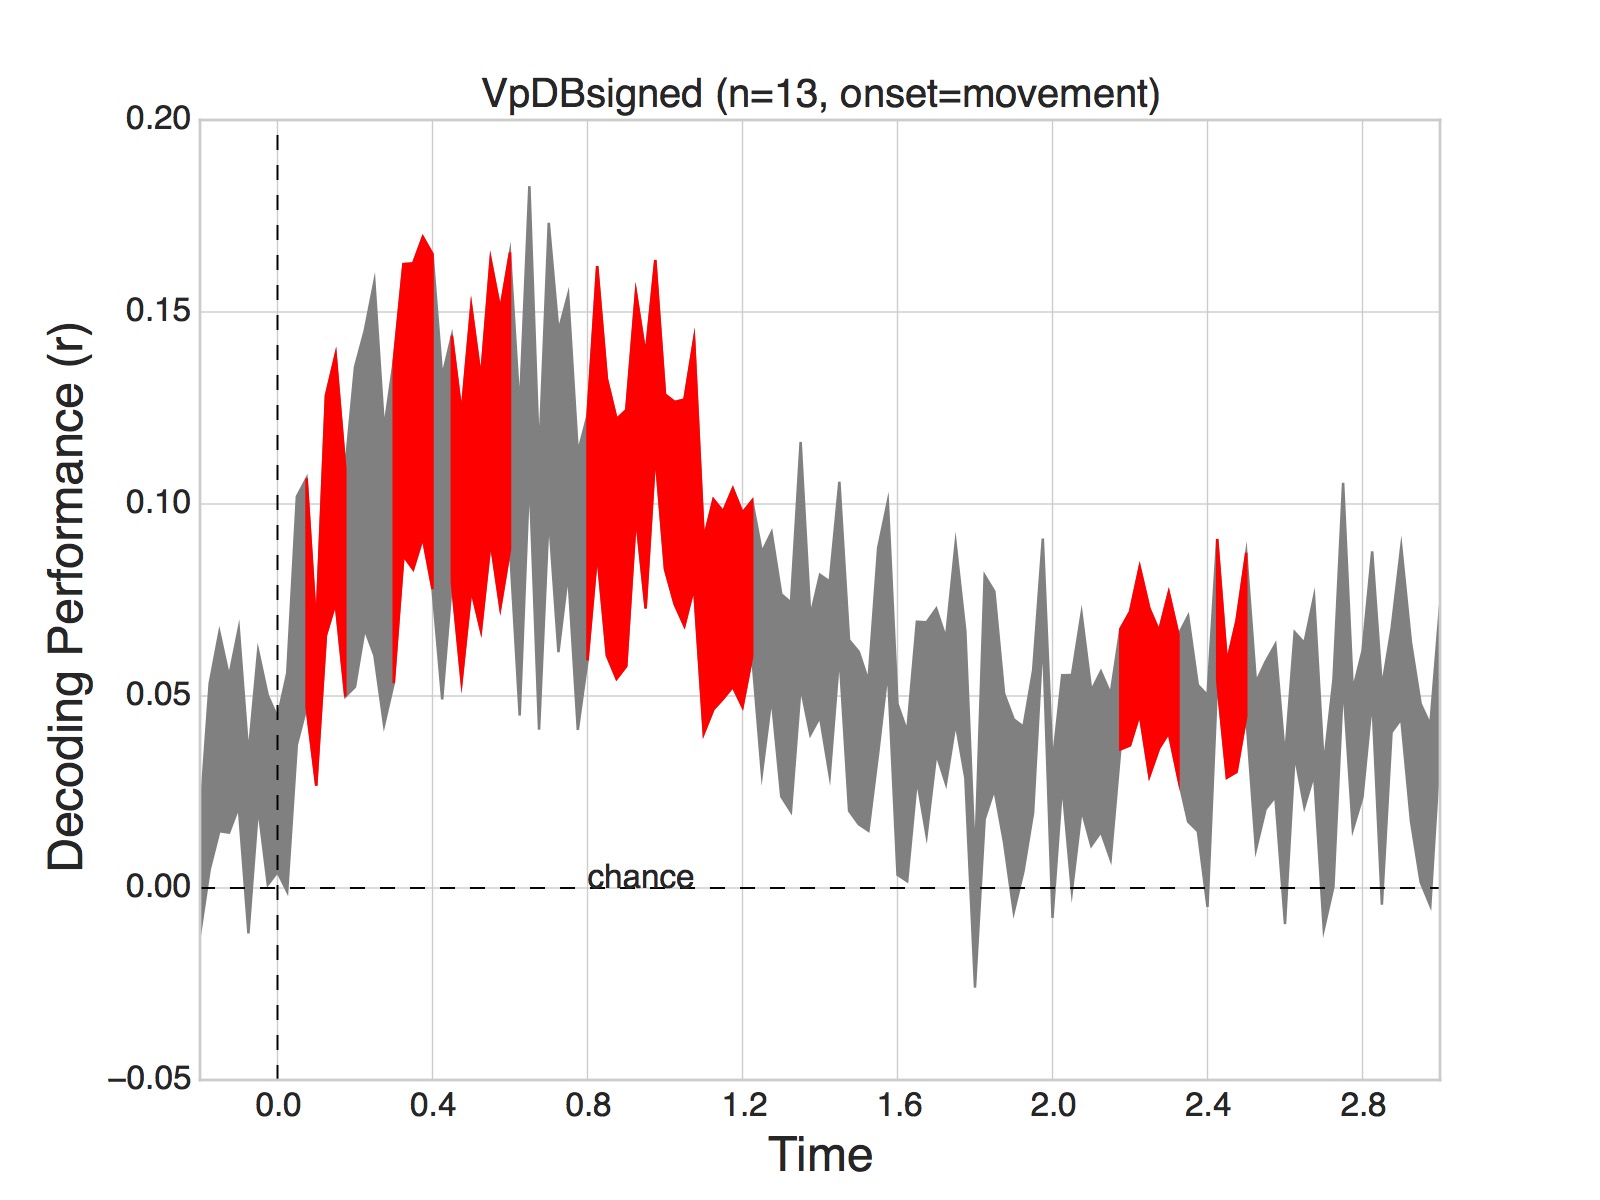 VpDBsigned (n=13, onset=movement)
0.20
0.15
0.10
0.05
0.00
−0.05
Decoding Performance (r)
chance
0.0 0.4 0.8 1.2 1.6 2.0 2.4 2.8
Time